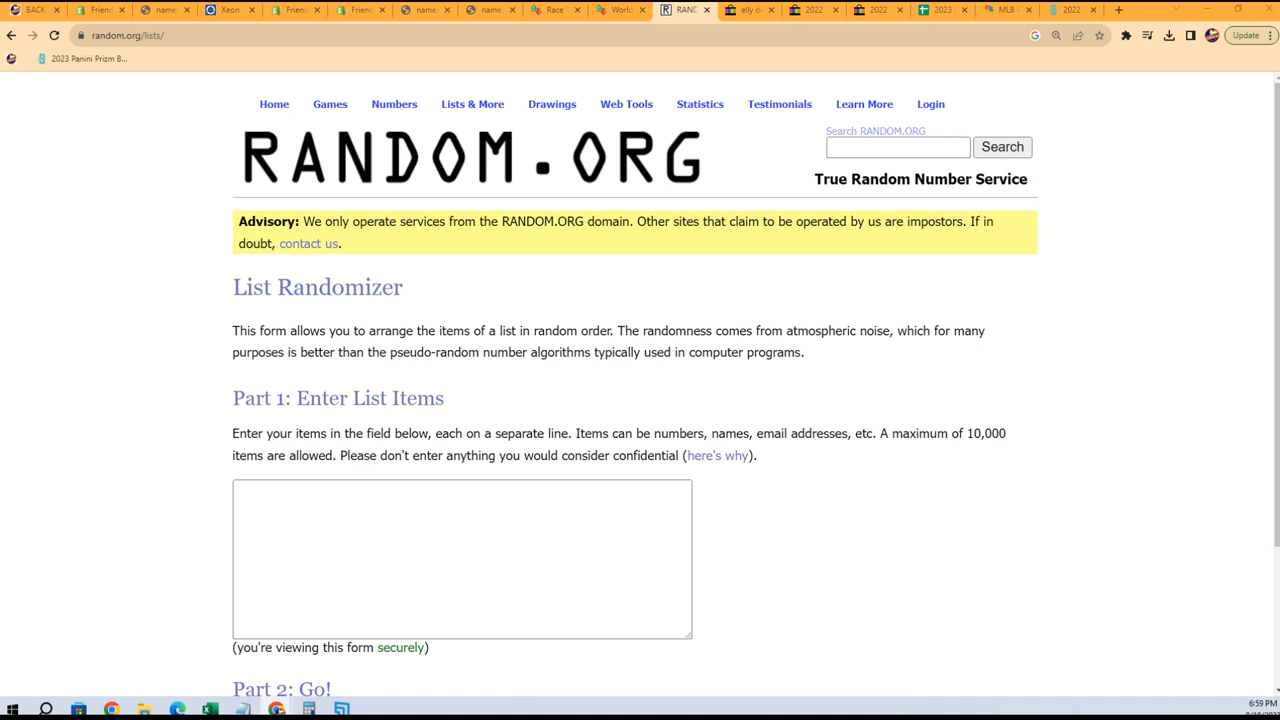 BACK Friend name: Xeon Friend Friend name: name: Race World RAND elly d 2022 2022 2023 MLB 2022
random.org/lists/ Update
2023 Panini Prizm B...
Home Games Numbers Lists & More Drawings Web Tools Statistics Testimonials Learn More Login
RANDOM.ORG
Search RANDOM.ORG
Search
True Random Number Service
Advisory: We only operate services from the RANDOM.ORG domain. Other sites that claim to be operated by us are impostors. If in
doubt, contact us.
List Randomizer
This form allows you to arrange the items of a list in random order. The randomness comes from atmospheric noise, which for many
purposes is better than the pseudo-random number algorithms typically used in computer programs.
Part 1: Enter List Items
Enter your items in the field below, each on a separate line. Items can be numbers, names, email addresses, etc. A maximum of 10,000
items are allowed. Please don't enter anything you would consider confidential (here's why).
(you're viewing this form securely)
Part 2: Go!
6:59 PM